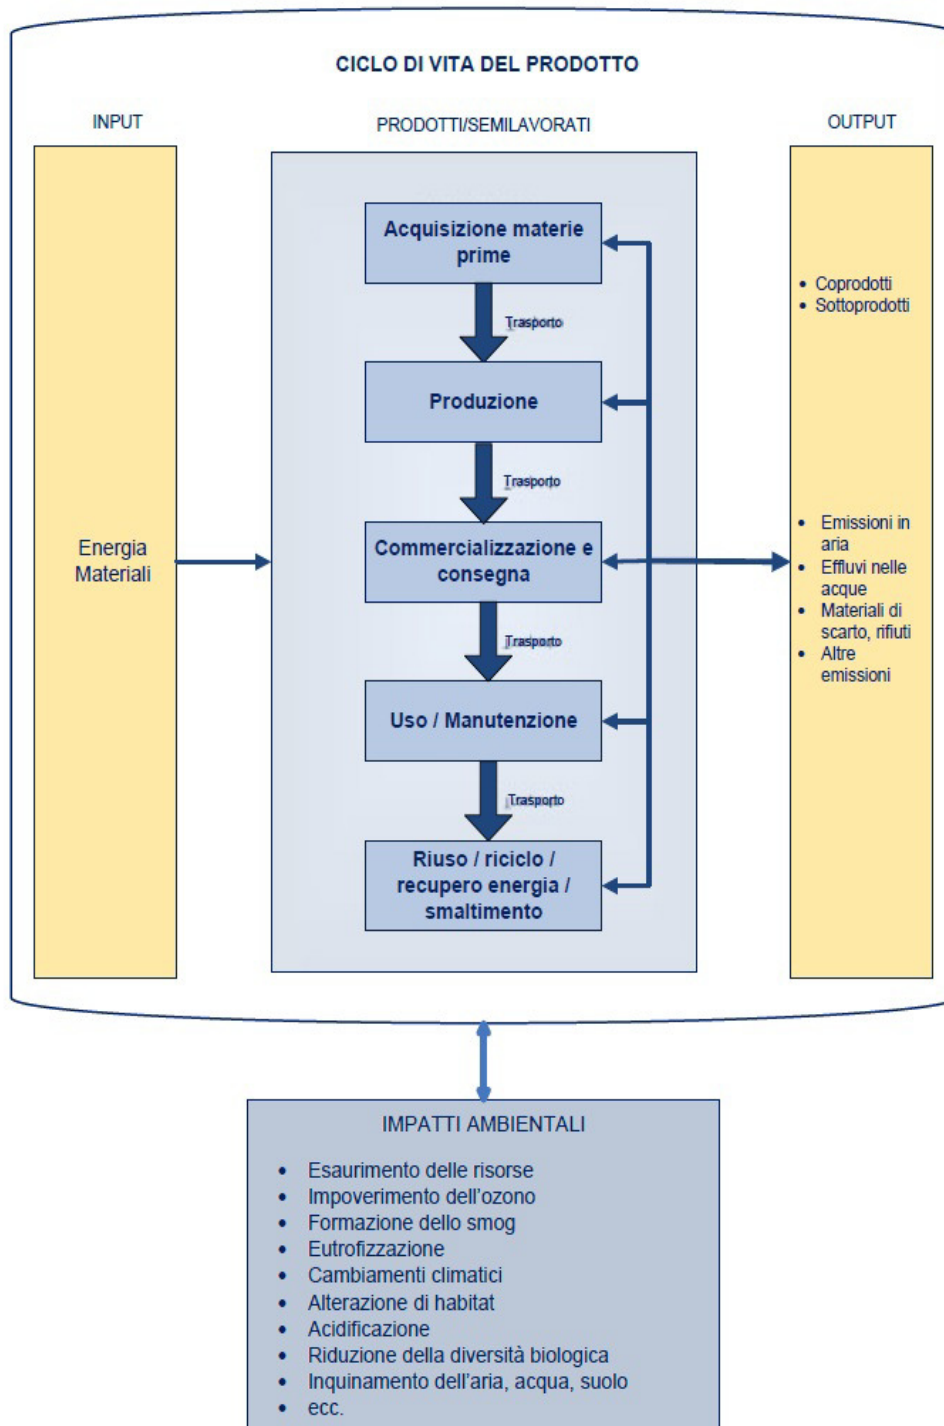 CICLO DI VITA DEL PRODOTTO
INPUT
PRODOTTI/SEMILAVORATI
OUTPUT
Energia
Materiali
Acquisizione materie
prime
Trasporto
Produzione
Trasporto
Commercializzazione e
consegna
Trasporto
Uso / Manutenzione
Trasporto
Riuso / riciclo /
recupero energia /
smaltimento
• Coprodotti
• Sottoprodotti
• Emissioni in
aria
• Effluvi nelle
acque
• Materiali di
scarto, rifiuti
• Altre
emissioni
IMPATTI AMBIENTALI
• Esaurimento delle risorse
• Impoverimento dell'ozono
• Formazione dello smog
• Eutrofizzazione
• Cambiamenti climatici
• Alterazione di habitat
• Acidificazione
• Riduzione della diversità biologica
• Inquinamento dell'aria, acqua, suolo
• ecc.